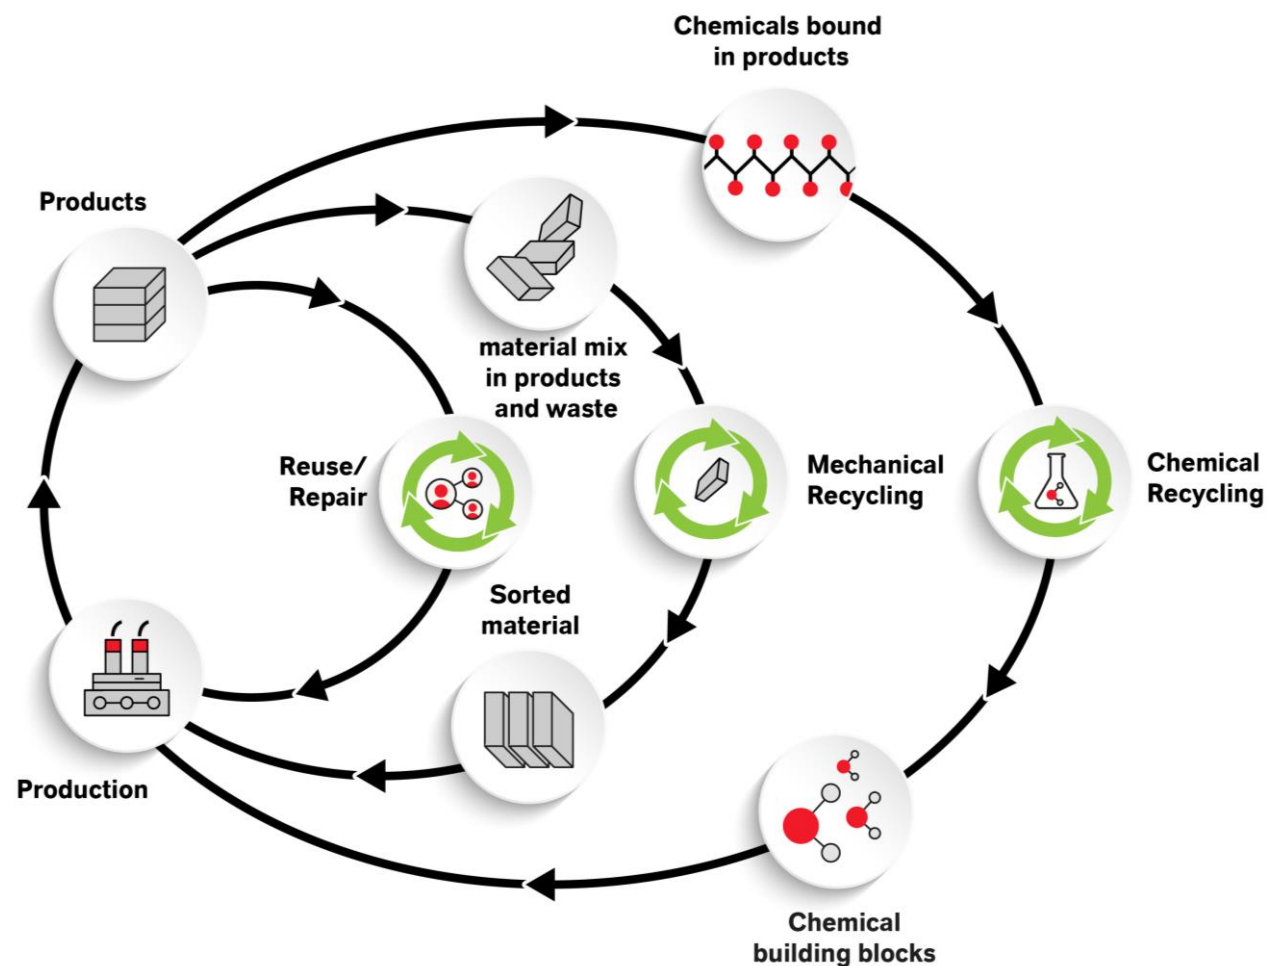 Chemicals bound
in products
Products
material mix
in products
and waste
Reuse/
Repair
Mechanical
Recycling
Chemical
Recycling
Sorted
material
Production
Chemical
building blocks